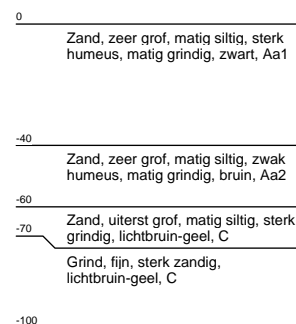 0
Zand, zeer grof, matig siltig, sterk
humeus, matig grindig, zwart, Aa1
-40
Zand, zeer grof, matig siltig, zwak
humeus, matig grindig, bruin, Aa2
-60
Zand, uiterst grof, matig siltig, sterk
grindig, lichtbruin-geel, C
-70
Grind, fijn, sterk zandig,
lichtbruin-geel, C
-100